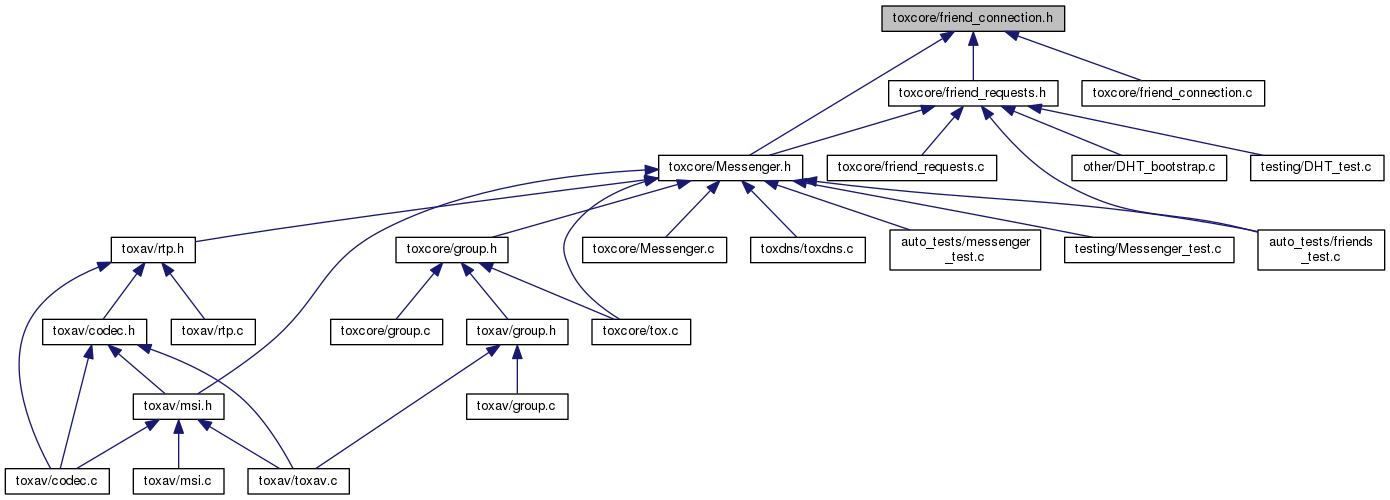 toxcore/friend_connection.h
toxcore/friend_requests.h
toxcore/friend_connection.c
toxcore/Messenger.h
toxcore/friend_requests.c
other/DHT_bootstrap.c
testing/DHT_test.c
toxav/rtp.h
toxcore/group.h
toxcore/Messenger.c
toxdns/toxdns.c
auto_tests/messenger
_test.c
testing/Messenger_test.c
auto_tests/friends
_test.c
toxav/codec.h
toxav/rtp.c
toxcore/group.c
toxav/group.h
toxcore/tox.c
toxav/msi.h
toxav/group.c
toxav/codec.c
toxav/msi.c
toxav/toxav.c